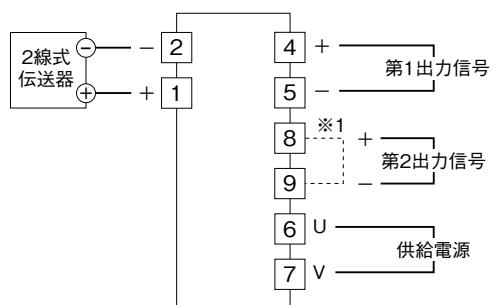 2線式
伝送器
−
+
− 2
+ 1
4 +
5 −
第1出力信号
8 ※1 +
9 −
第2出力信号
6 U
7 V
供給電源